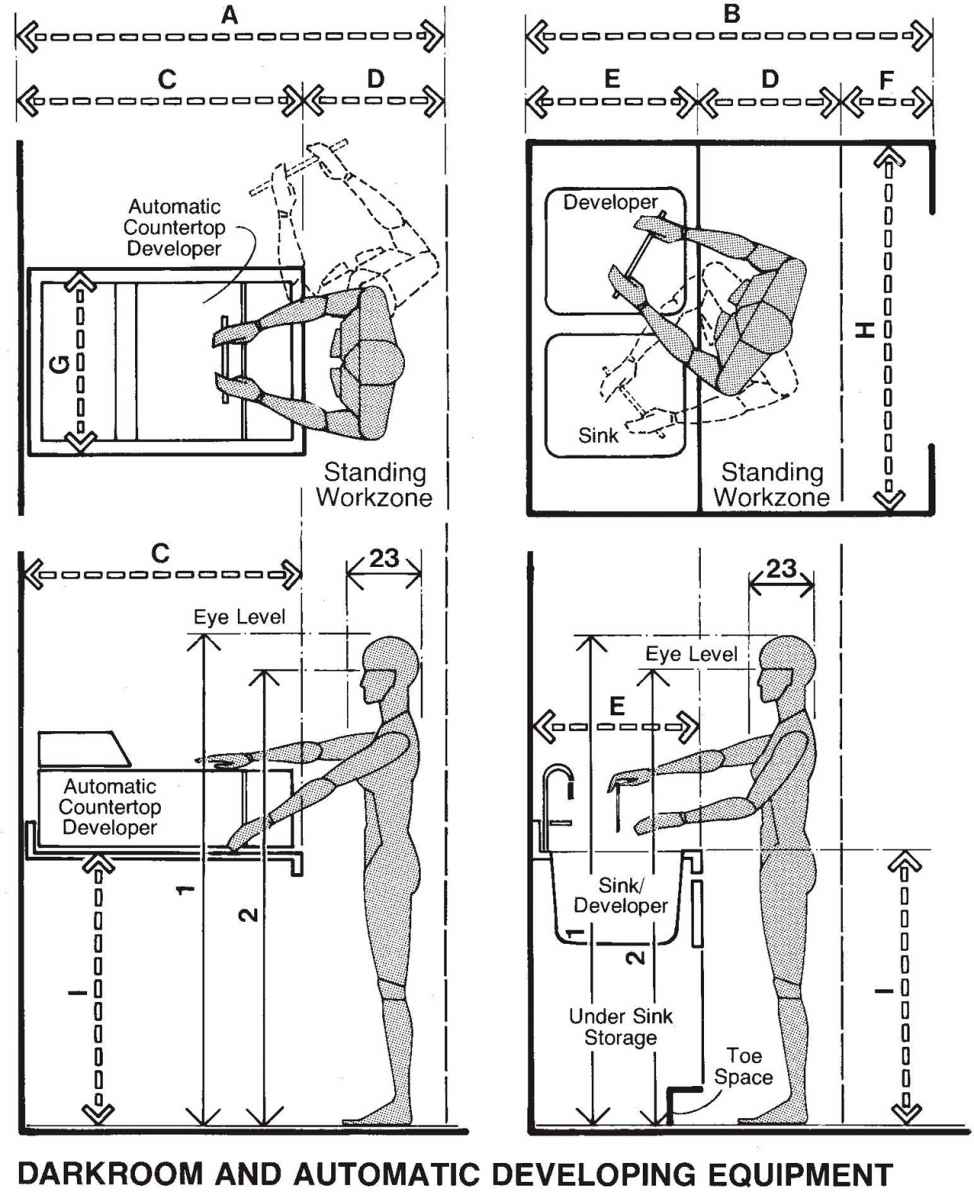 A
B
C
D
E
D
F
Automatic
Countertop
Developer
Developer
G
H
Sink
Standing
Workzone
Standing
Workzone
C
23
23
Eye Level
Eye Level
E
Automatic
Countertop
Developer
1
2
Sink/
Developer
1
2
I
I
Under Sink
Storage
Toe
Space
DARKROOM AND AUTOMATIC DEVELOPING EQUIPMENT